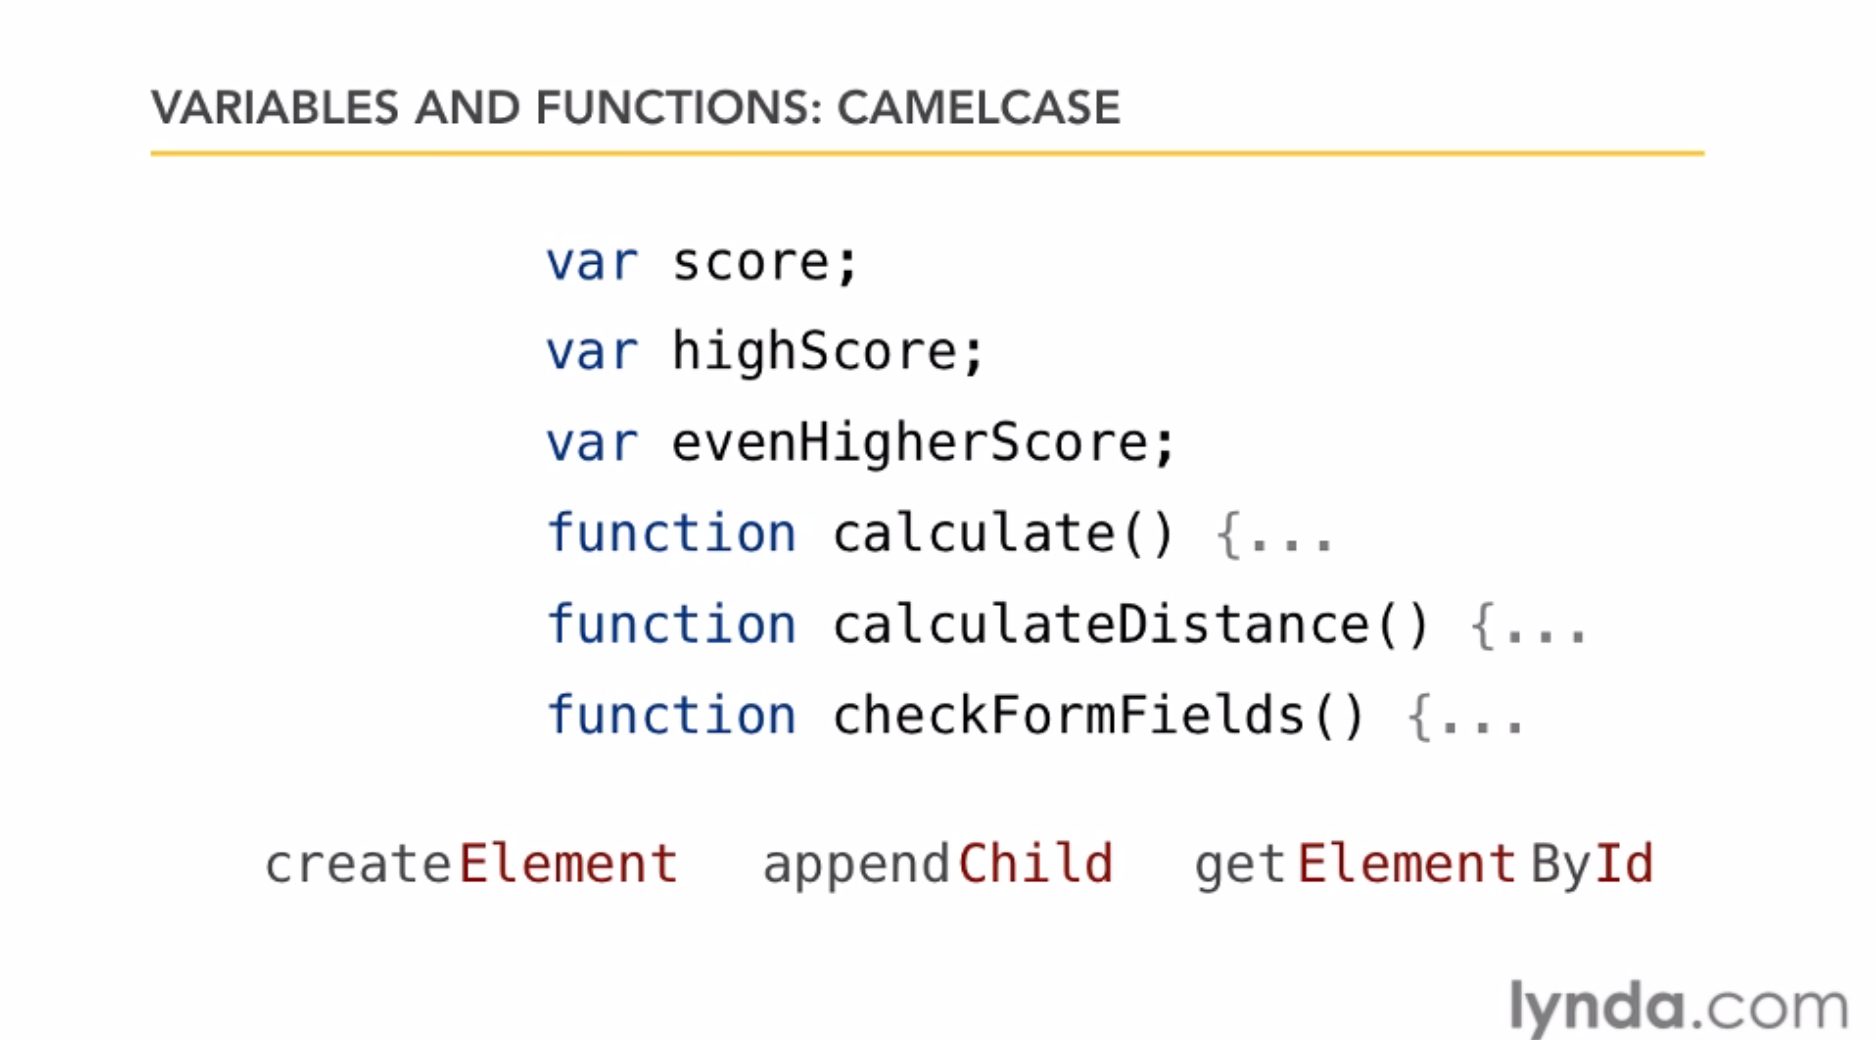 VARIABLES AND FUNCTIONS: CAMELCASE
var score;
var highScore;
var evenHigherScore;
function calculate() {...
function calculateDistance() {...
function checkFormFields() {...
createElement appendChild getElementById
lynda.com